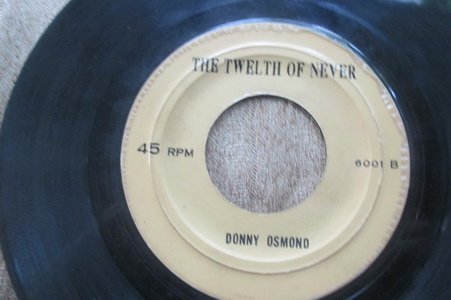 THE TWELTH OF NEVER
45 RPM
6001 B
DONNY OSMOND